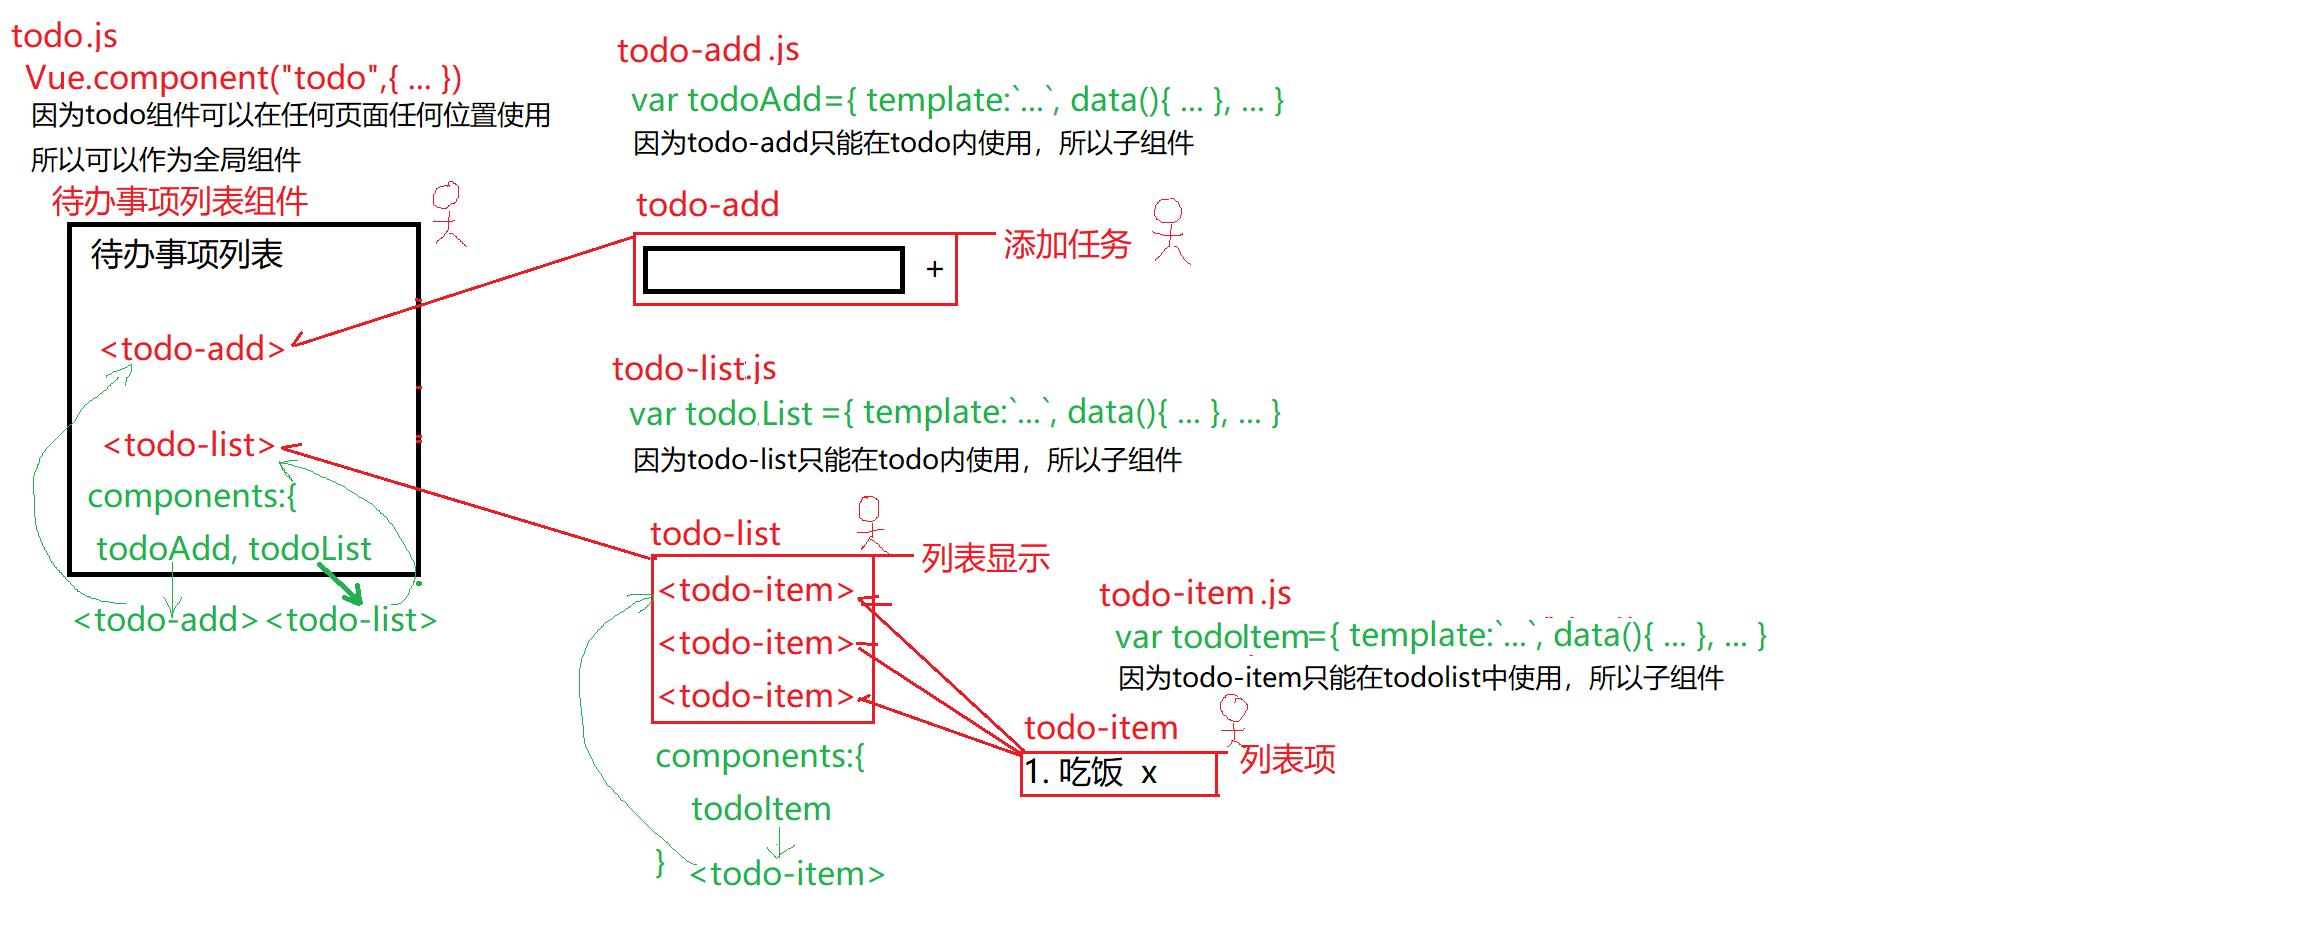 todo.js
Vue.component("todo",{ ... })
因为todo组件可以在任何页面任何位置使用
所以可以作为全局组件
待办事项列表组件
待办事项列表
<todo-add>
<todo-list>
components:{
todoAdd, todoList
<todo-add> <todo-list>
todo-add.js
var todoAdd={ template:`...`, data(){ ... }, ... }
因为todo-add只能在todo内使用，所以子组件
todo-add
+
添加任务
todo-list.js
var todoList ={ template:`...`, data(){ ... }, ... }
因为todo-list只能在todo内使用，所以子组件
todo-list
列表显示
<todo-item>
<todo-item>
<todo-item>
components:{
todoItem
}
<todo-item>
todo-item.js
var todoItem={ template:`...`, data(){ ... }, ... }
因为todo-item只能在todolist中使用，所以子组件
todo-item
1. 吃饭 x
列表项